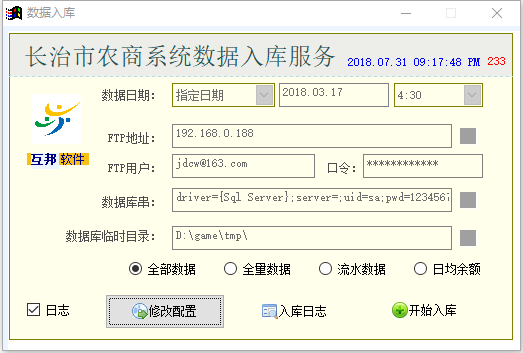 数据入库
长治市农商系统数据入库服务 2018.07.31 09:17:48 PM 233
数据日期: 指定日期 2018.03.17 4:30
FTP地址: 192.168.0.188
FTP用户: jdcw@163.com 口令: ************
数据库串: driver={Sql Server};server=;uid=sa;pwd=1234567
数据库临时目录: D:\game\tmp\
互邦软件
全部数据 全量数据 流水数据 日均余额
日志 修改配置 入库日志 开始入库